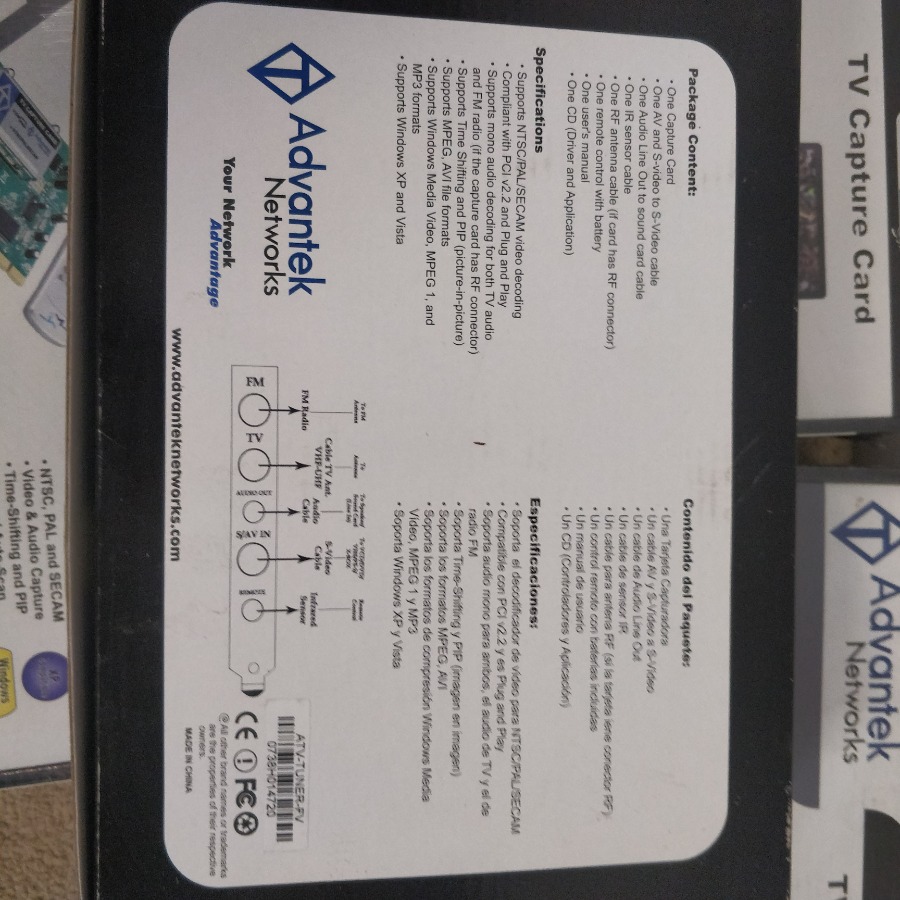 TV Capture Card
Package Content:
• One Capture Card
• One AV and S-video to S-Video cable
• One Audio Line Out to sound card cable
• One IR sensor cable
• One RF antenna cable (if card has RF connector)
• One remote control with battery
• One user's manual
• One CD (Driver and Application)
Specifications
• Supports NTSC/PAL/SECAM video decoding
• Compliant with PCI v2.2 and Plug and Play
• Supports mono audio decoding for both TV audio
and FM radio (if the capture card has RF connector)
• Supports Time Shifting and PIP (picture-in-picture)
• Supports MPEG, AVI file formats
• Supports Windows Media Video, MPEG 1, and
MP3 formats
• Supports Windows XP and Vista
Contenido del Paquete:
• Una Tarjeta Capturadora
• Un cable AV y S-Video a S-Video
• Un cable de Audio Line Out
• Un cable de sensor IR
• Un cable para antena RF (si la tarjeta tiene conector RF)
• Un control remoto con baterias incluidas
• Un manual de usuario
• Un CD (Controladores y Aplicación)
Especificaciones:
• Soporta el decodificador de video para NTSC/PAL/SECAM
• Compatible con PCI v2.2 y es Plug and Play
• Soporta audio mono para ambos, el audio de TV y el de
radio FM
• Soporta Time-Shifting y PIP (imagen en imagen)
• Soporta los formatos MPEG, AVI
• Soporta los formatos de compresión Windows Media
Video, MPEG 1 y MP3
• Soporta (Windows XP y Vista
Advantek
Networks
Your Network
Advantage
www.advanteknetworks.com
To FM
Antenna
To
Antenna
FM Radio
Cable TV Ant.
VHF-UHF
Audio
Cable
S-Video
Cable
Infrared
Sensor
FM
TV
AUDIO OUT
S/AV IN
REMOTE
ATV-TUNER-FV
0738H014720
CE FC
@ All other brand names or trademarks
are the properties of their respective
owners.
MADE IN CHINA
Advantek
Networks
• NTSC, PAL and SECAM
• Video & Audio Capture
• Time-Shifting and PIP
Windows